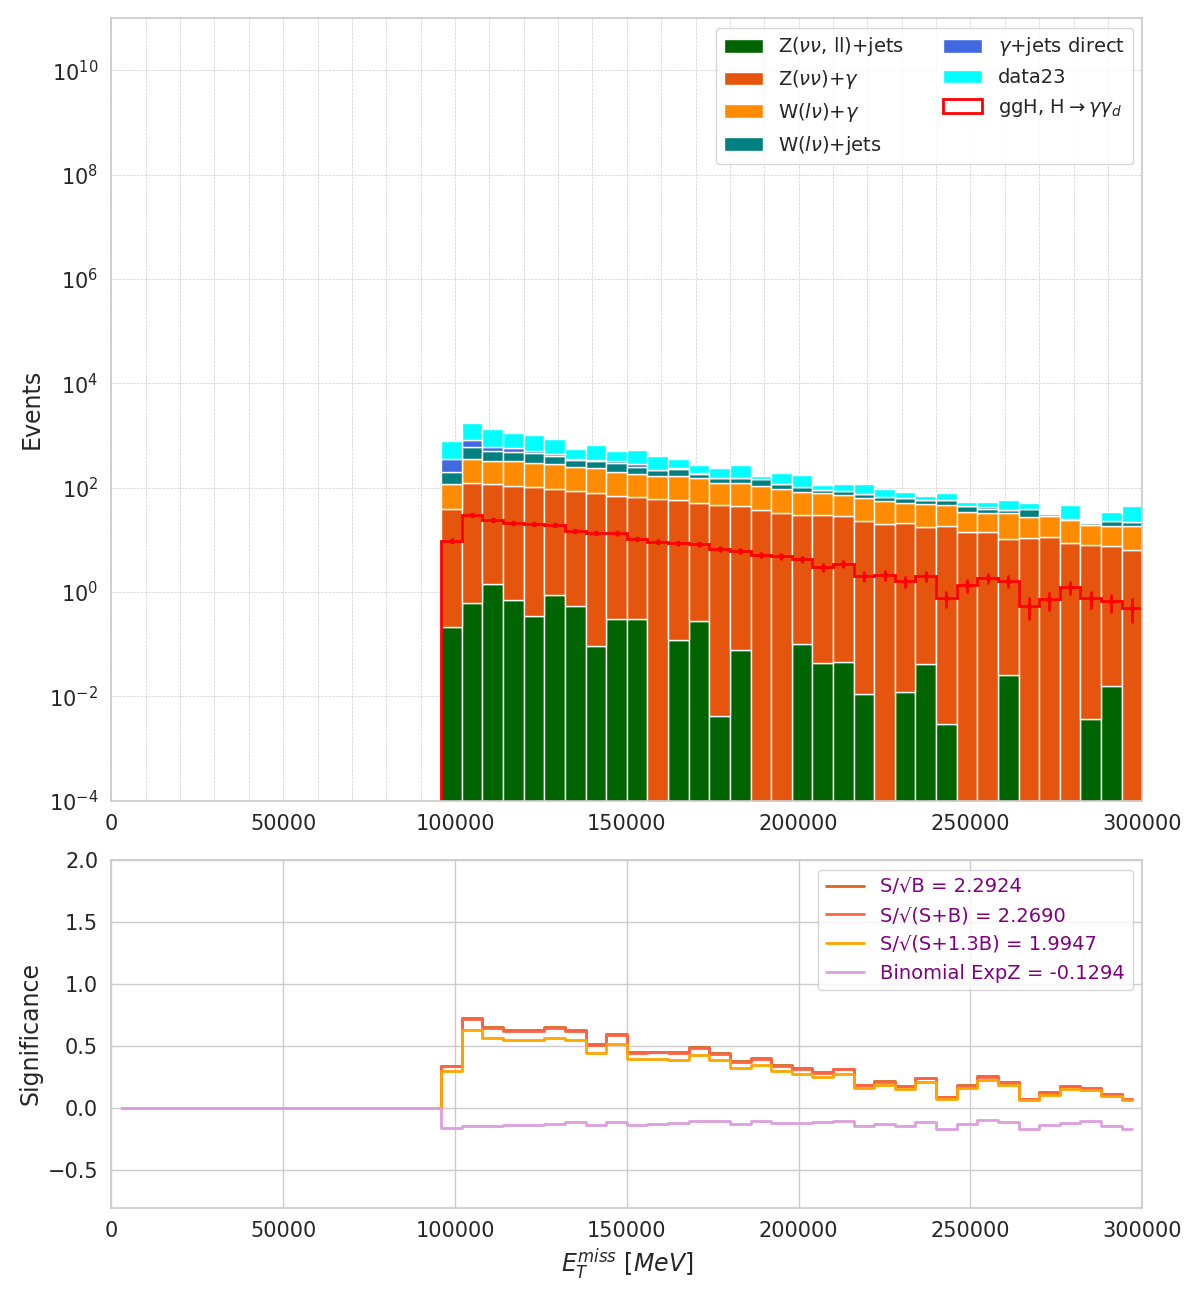 Z(νν, ll)+jets
Z(νν)+γ
W(lν)+γ
W(lν)+jets
γ+jets direct
data23
ggH, H→γγ_d
Events
10^10
10^8
10^6
10^4
10^2
10^0
10^−2
10^−4
0 50000 100000 150000 200000 250000 300000
S/√B = 2.2924
S/√(S+B) = 2.2690
S/√(S+1.3B) = 1.9947
Binomial ExpZ = -0.1294
Significance
2.0
1.5
1.0
0.5
0.0
−0.5
0 50000 100000 150000 200000 250000 300000
E_T^miss [MeV]